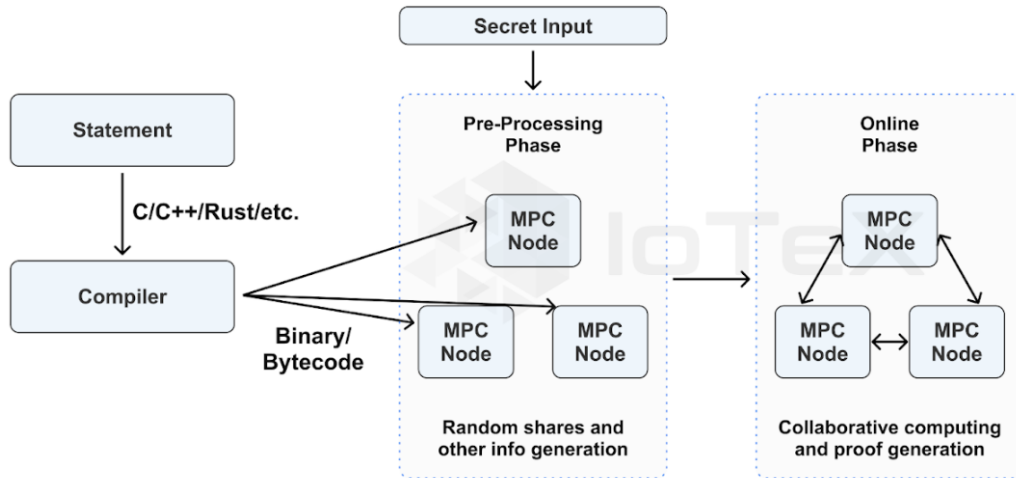 Secret Input
Statement
C/C++/Rust/etc.
Compiler
Binary/
Bytecode
Pre-Processing
Phase
MPC
Node
MPC
Node
MPC
Node
Random shares and
other info generation
Online
Phase
MPC
Node
MPC
Node
MPC
Node
Collaborative computing
and proof generation
IoTeX